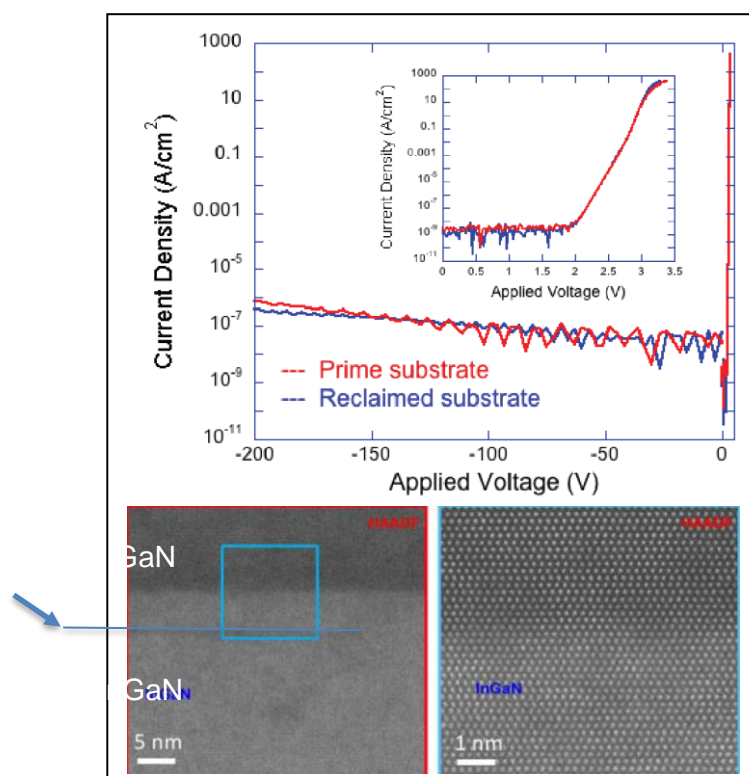 1000
10
0.1
0.001
10⁻⁵
10⁻⁷
10⁻⁹
10⁻¹¹
Current Density (A/cm²)
-200
-150
-100
-50
0
Applied Voltage (V)
1000
10
0.1
0.001
10⁻⁵
10⁻⁷
10⁻⁹
10⁻¹¹
Current Density (A/cm²)
0
0.5
1
1.5
2
2.5
3
3.5
4
Applied Voltage (V)
Prime substrate
Reclaimed substrate
HAADF
GaN
GaN
5 nm
HAADF
InGaN
1 nm